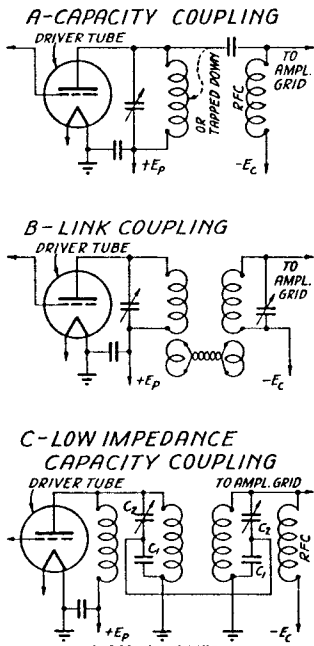 A-CAPACITY COUPLING
DRIVER TUBE
TO
AMPL.
GRID
OR
TAPPED DOWN
RFC
+Ep
-Ec
B-LINK COUPLING
DRIVER TUBE
TO
AMPL.
GRID
+Ep
-Ec
C-LOW IMPEDANCE
CAPACITY COUPLING
DRIVER TUBE
TO AMPL. GRID
C2
C2
C1
C1
RFC
+Ep
-Ec